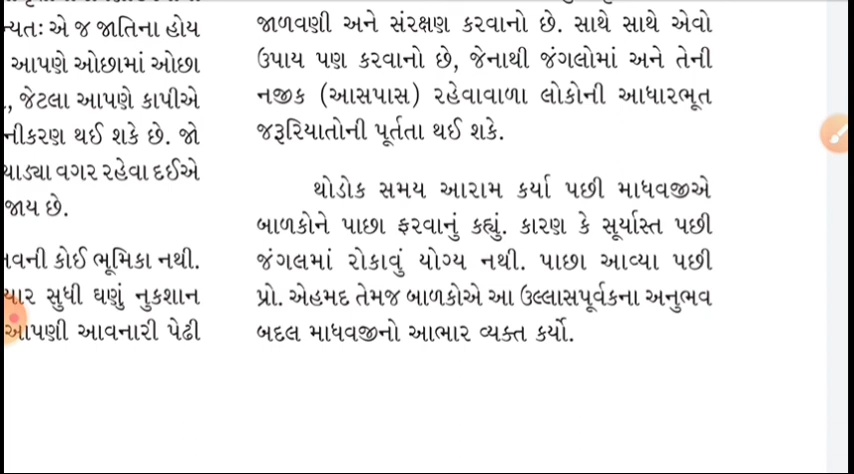 ન્યતઃ એ જ જાતિના હોય
આપણે ઓછામાં ઓછા
જેટલા આપણે કાપીએ
નીકરણ થઈ શકે છે. જો
વગર રહેવા દઈએ
જાય છે.
કોઈ ભૂમિકા નથી.
સુધી ઘણું નુકશાન
આપણી આવનારી પેઢી
જાળવણી અને સંરક્ષણ કરવાનો છે. સાથે સાથે એવો
ઉપાય પણ કરવાનો છે, જેનાથી જંગલોમાં અને તેની
નજીક (આસપાસ) રહેવાવાળા લોકોની આધારભૂત
જરૂરિયાતોની પૂર્તતા થઈ શકે.
થોડોક સમય આરામ કર્યા પછી માધવજીએ
બાળકોને પાછા ફરવાનું કહ્યું. કારણ કે સૂર્યાસ્ત પછી
જંગલમાં રોકાવું યોગ્ય નથી. પાછા આવ્યા પછી
પ્રો. એહમદ તેમજ બાળકોએ આ ઉલ્લાસપૂર્વકના અનુભવ
બદલ માધવજીનો આભાર વ્યક્ત કર્યો.